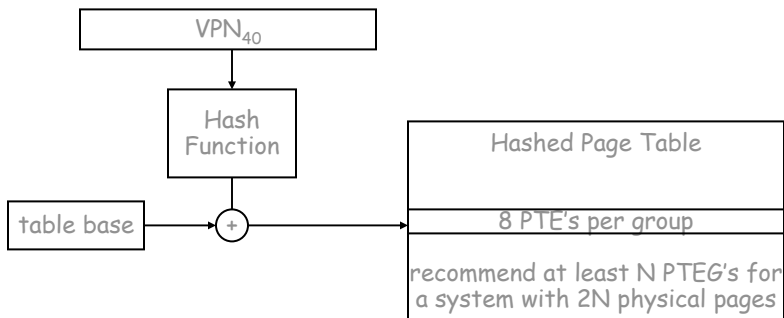 VPN40
Hash
Function
Hashed Page Table
table base
+
8 PTE's per group
recommend at least N PTEG's for
a system with 2N physical pages